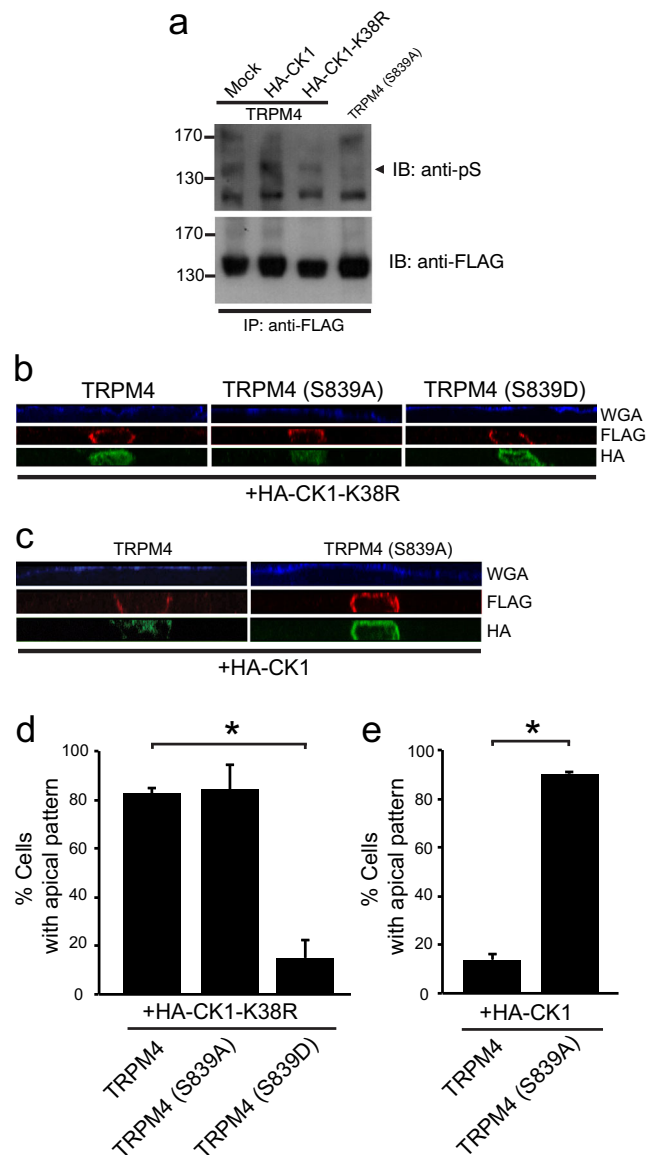 a
Mock
HA-CK1
HA-CK1-K38R
TRPM4 (S839A)
TRPM4
170
130
IB: anti-pS
170
130
IB: anti-FLAG
IP: anti-FLAG
b
TRPM4 TRPM4 (S839A) TRPM4 (S839D)
WGA
FLAG
HA
+HA-CK1-K38R
c
TRPM4 TRPM4 (S839A)
WGA
FLAG
HA
+HA-CK1
d
*
% Cells
with apical pattern
100
80
60
40
20
0
+HA-CK1-K38R
TRPM4
TRPM4 (S839A)
TRPM4 (S839D)
e
*
% Cells
with apical pattern
100
80
60
40
20
0
+HA-CK1
TRPM4
TRPM4 (S839A)